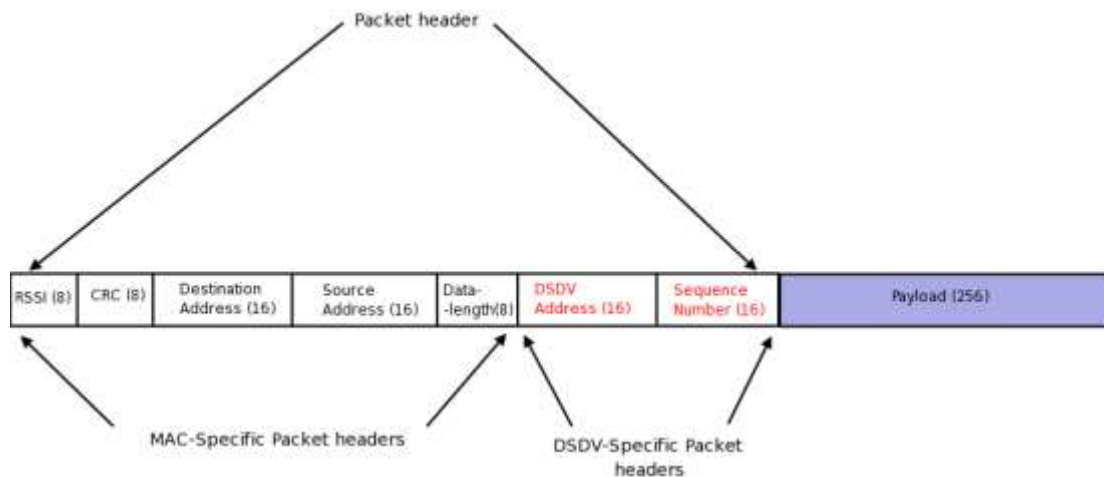 Packet header
RSSI (8)
CRC (8)
Destination
Address (16)
Source
Address (16)
Data-
-length(8)
DSDV
Address (16)
Sequence
Number (16)
Payload (256)
MAC-Specific Packet headers
DSDV-Specific Packet
headers